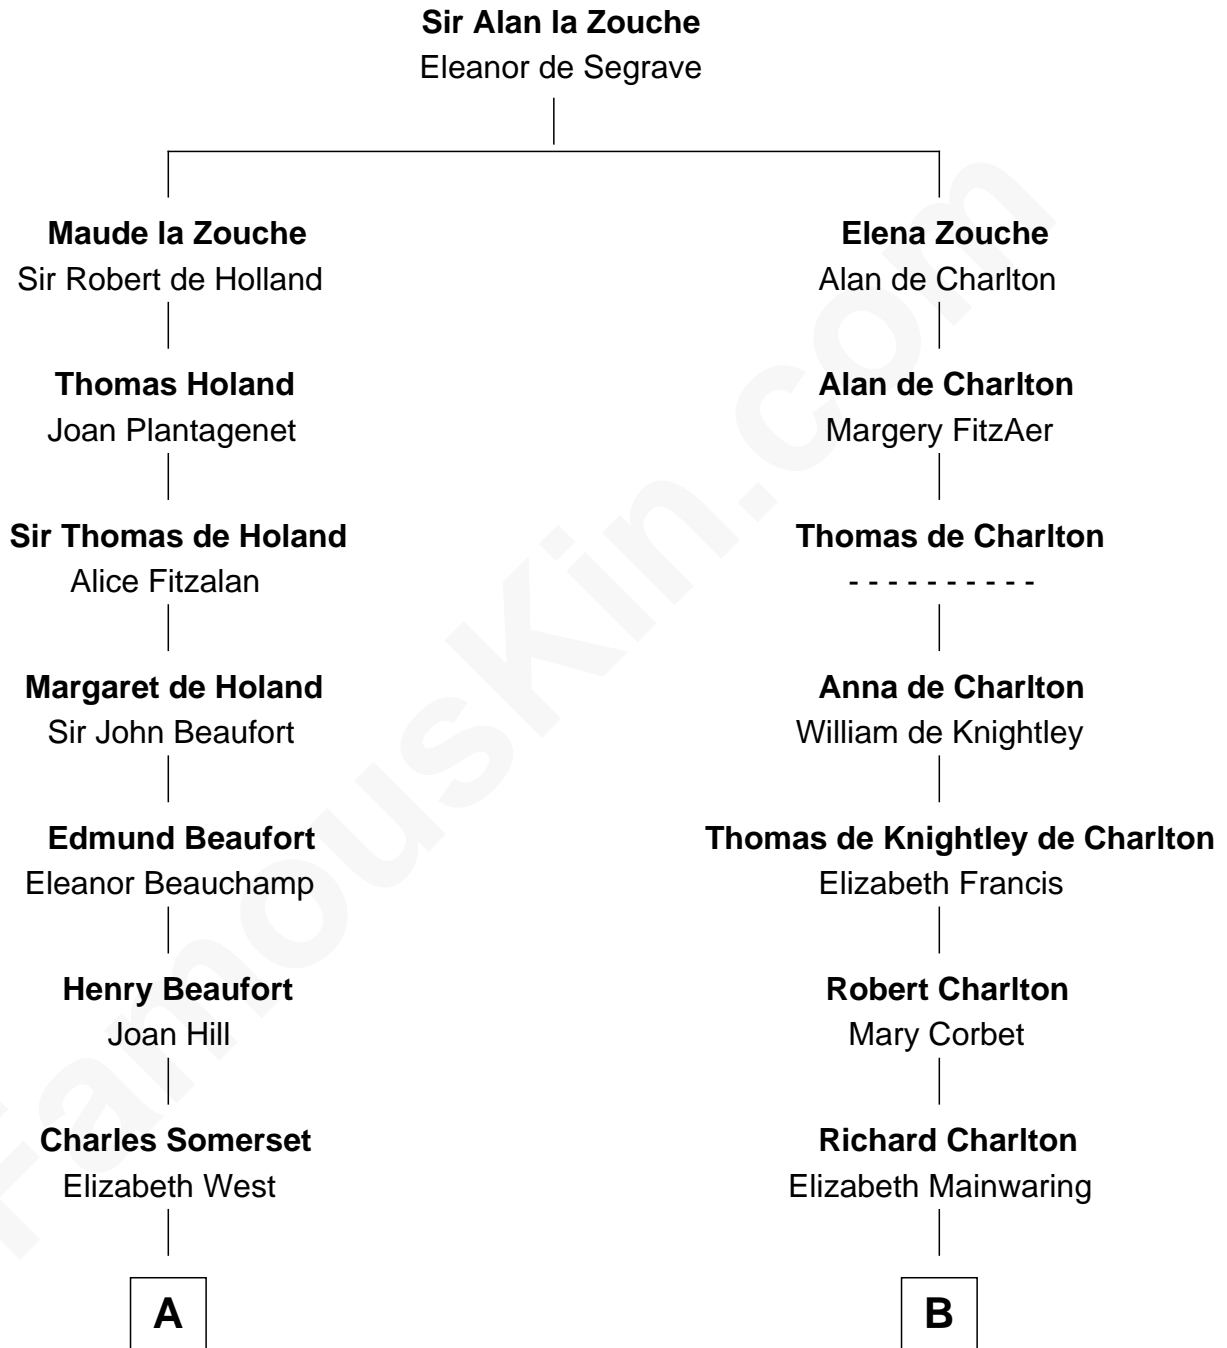 Sir Alan la Zouche
Eleanor de Segrave
Maude la Zouche
Sir Robert de Holland
Elena Zouche
Alan de Charlton
Thomas Holand
Joan Plantagenet
Alan de Charlton
Margery FitzAer
Sir Thomas de Holand
Alice Fitzalan
Thomas de Charlton
- - - - - - - - - -
Margaret de Holand
Sir John Beaufort
Anna de Charlton
William de Knightley
Edmund Beaufort
Eleanor Beauchamp
Thomas de Knightley de Charlton
Elizabeth Francis
Henry Beaufort
Joan Hill
Robert Charlton
Mary Corbet
Charles Somerset
Elizabeth West
Richard Charlton
Elizabeth Mainwaring
A
B
FamousKin.com